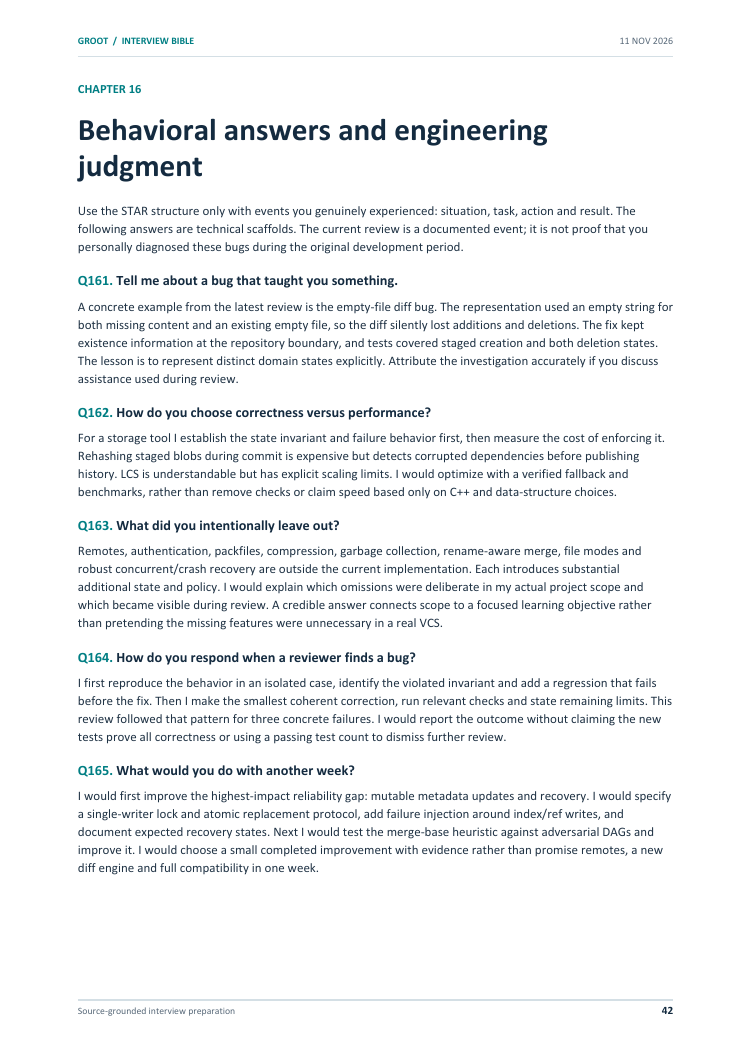 GROOT / INTERVIEW BIBLE
11 NOV 2026
CHAPTER 16
Behavioral answers and engineering
judgment
Use the STAR structure only with events you genuinely experienced: situation, task, action and result. The
following answers are technical scaffolds. The current review is a documented event; it is not proof that you
personally diagnosed these bugs during the original development period.
Q161. Tell me about a bug that taught you something.
A concrete example from the latest review is the empty-file diff bug. The representation used an empty string for
both missing content and an existing empty file, so the diff silently lost additions and deletions. The fix kept
existence information at the repository boundary, and tests covered staged creation and both deletion states.
The lesson is to represent distinct domain states explicitly. Attribute the investigation accurately if you discuss
assistance used during review.
Q162. How do you choose correctness versus performance?
For a storage tool I establish the state invariant and failure behavior first, then measure the cost of enforcing it.
Rehashing staged blobs during commit is expensive but detects corrupted dependencies before publishing
history. LCS is understandable but has explicit scaling limits. I would optimize with a verified fallback and
benchmarks, rather than remove checks or claim speed based only on C++ and data-structure choices.
Q163. What did you intentionally leave out?
Remotes, authentication, packfiles, compression, garbage collection, rename-aware merge, file modes and
robust concurrent/crash recovery are outside the current implementation. Each introduces substantial
additional state and policy. I would explain which omissions were deliberate in my actual project scope and
which became visible during review. A credible answer connects scope to a focused learning objective rather
than pretending the missing features were unnecessary in a real VCS.
Q164. How do you respond when a reviewer finds a bug?
I first reproduce the behavior in an isolated case, identify the violated invariant and add a regression that fails
before the fix. Then I make the smallest coherent correction, run relevant checks and state remaining limits. This
review followed that pattern for three concrete failures. I would report the outcome without claiming the new
tests prove all correctness or using a passing test count to dismiss further review.
Q165. What would you do with another week?
I would first improve the highest-impact reliability gap: mutable metadata updates and recovery. I would specify
a single-writer lock and atomic replacement protocol, add failure injection around index/ref writes, and
document expected recovery states. Next I would test the merge-base heuristic against adversarial DAGs and
improve it. I would choose a small completed improvement with evidence rather than promise remotes, a new
diff engine and full compatibility in one week.
Source-grounded interview preparation
42